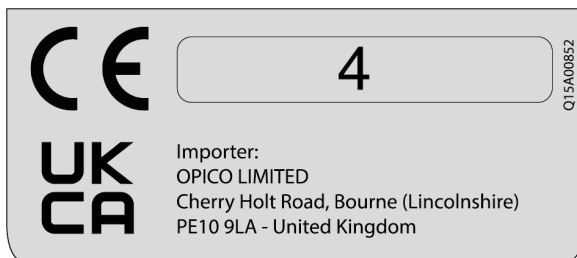 CE
4
Q15A00852
UK
CA
Importer:
OPICO LIMITED
Cherry Holt Road, Bourne (Lincolnshire)
PE10 9LA - United Kingdom